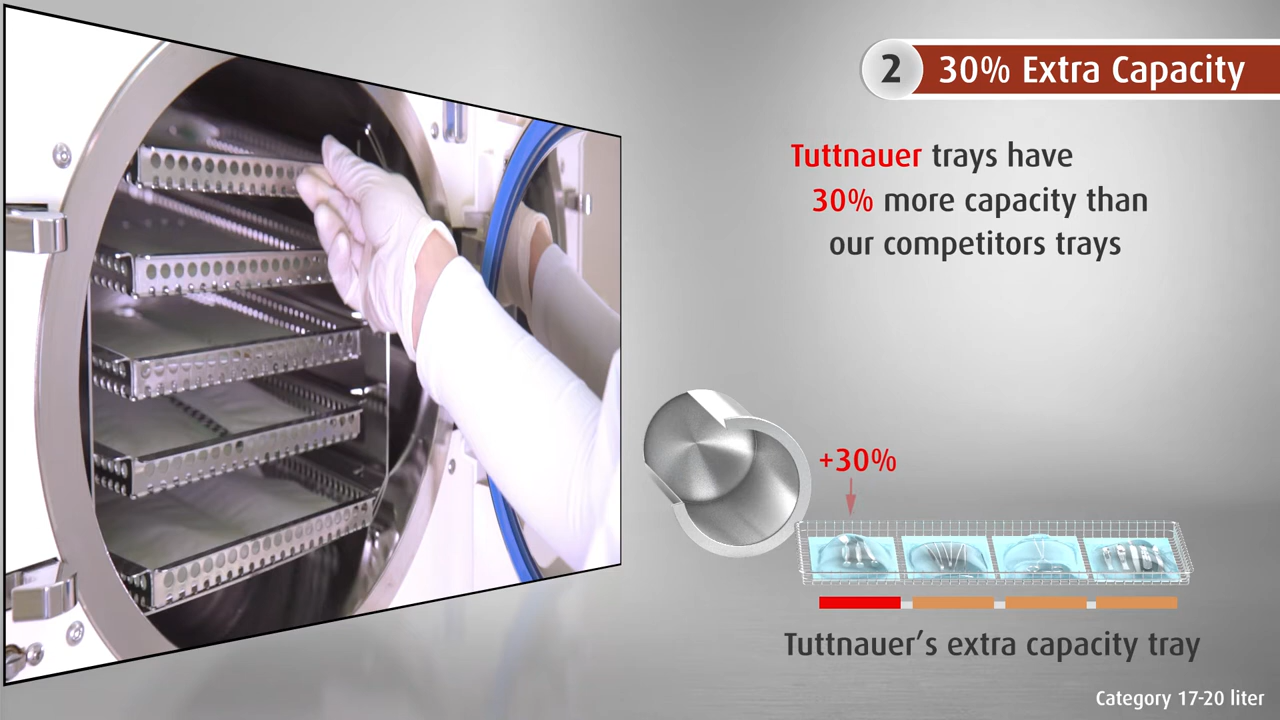 2 30% Extra Capacity
Tuttnauer trays have
30% more capacity than
our competitors trays
+30%
Tuttnauer's extra capacity tray
Category 17-20 liter